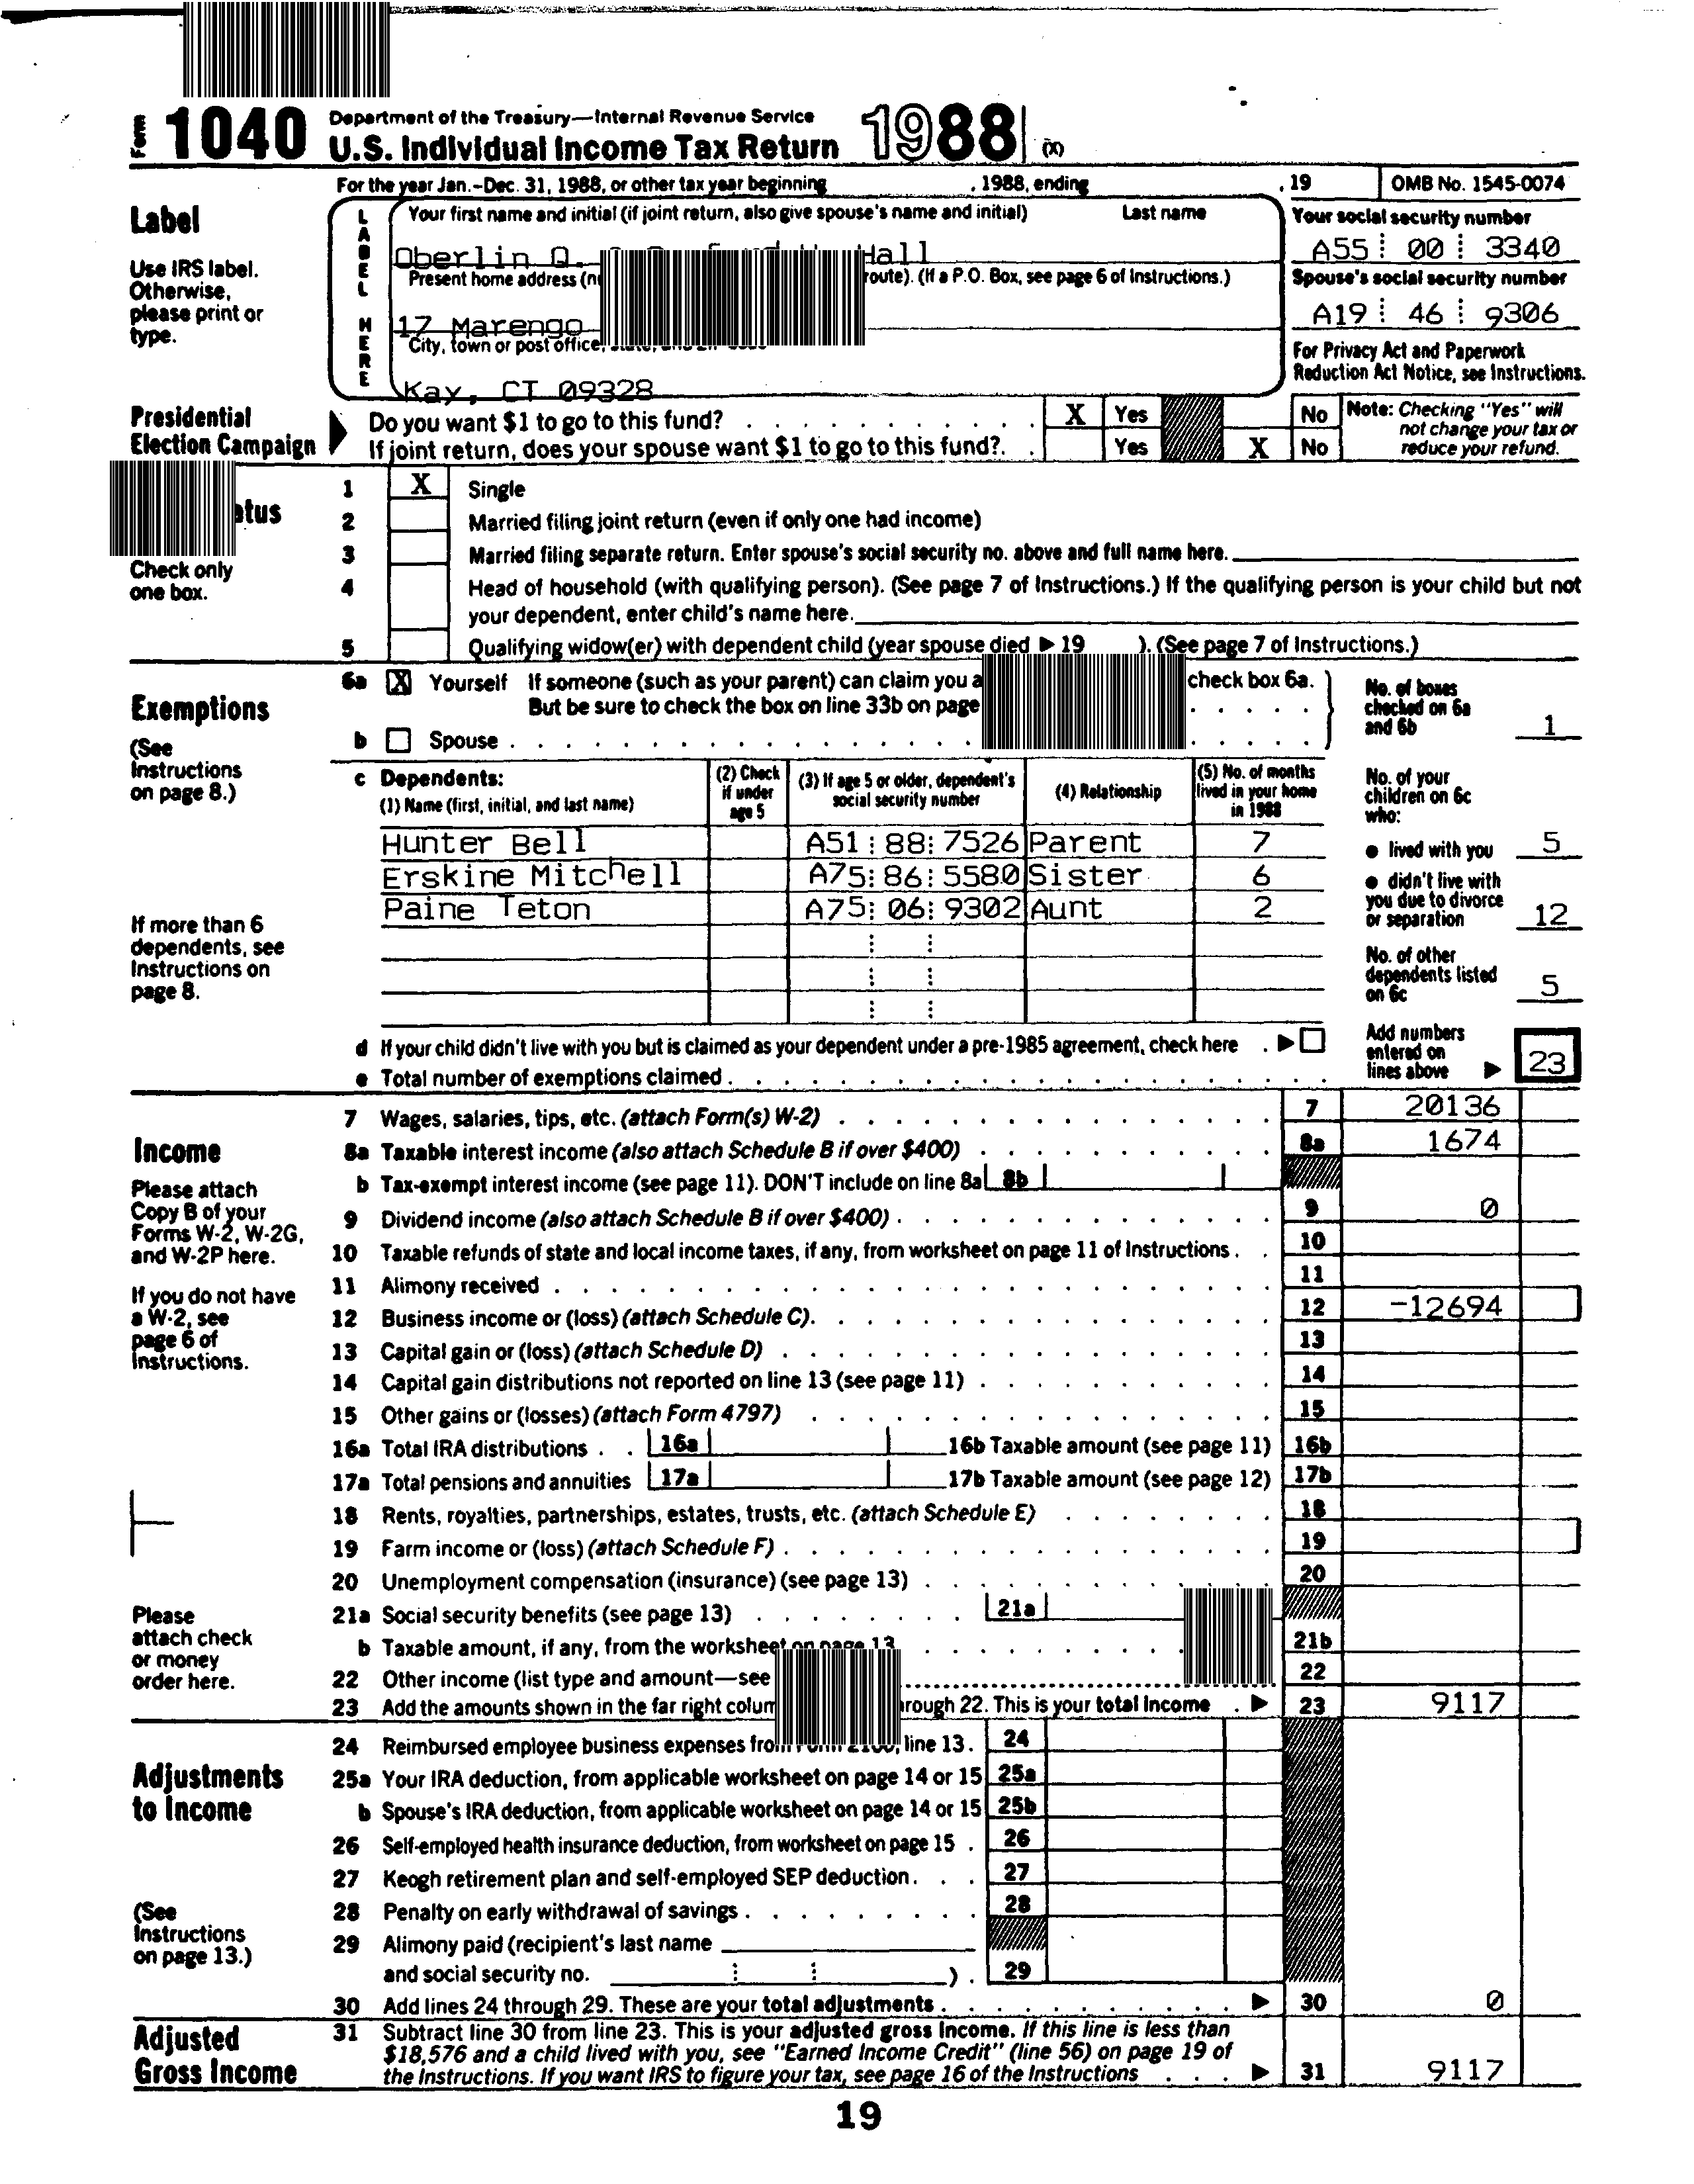 Form 1040 Department of the Treasury—Internal Revenue Service
U.S. Individual Income Tax Return 1988 (X)
For the year Jan.–Dec. 31, 1988, or other tax year beginning , 1988, ending , 19 OMB No. 1545-0074
Label
Use IRS label.
Otherwise,
please print or
type.
LABEL HERE
Your first name and initial (if joint return, also give spouse's name and initial) Last name
Oberlin Q. Hall
Present home address route). (If a P.O. Box, see page 6 of Instructions.)
17 Marengo
City, town or post office,
Kay, CT 09328
Your social security number
A55 00 3340
Spouse's social security number
A19 46 9306
For Privacy Act and Paperwork
Reduction Act Notice, see Instructions.
Presidential
Election Campaign
Do you want $1 to go to this fund? X Yes No
If joint return, does your spouse want $1 to go to this fund? Yes X No
Note: Checking "Yes" will
not change your tax or
reduce your refund.
Check only
one box.
1 X Single
2 Married filing joint return (even if only one had income)
3 Married filing separate return. Enter spouse's social security no. above and full name here.
4 Head of household (with qualifying person). (See page 7 of Instructions.) If the qualifying person is your child but not
your dependent, enter child's name here.
5 Qualifying widow(er) with dependent child (year spouse died ▶ 19 ). (See page 7 of Instructions.)
Exemptions
(See
Instructions
on page 8.)
If more than 6
dependents, see
Instructions on
page 8.
6a X Yourself If someone (such as your parent) can claim you check box 6a.
But be sure to check the box on line 33b on page
b Spouse
No. of boxes
checked on 6a
and 6b 1
c Dependents:
(1) Name (first, initial, and last name)
(2) Check
if under
age 5
(3) If age 5 or older, dependent's
social security number
(4) Relationship
(5) No. of months
lived in your home
in 1988
Hunter Bell A51 88 7526 Parent 7
Erskine Mitchell A75 86 5580 Sister 6
Paine Teton A75 06 9302 Aunt 2
No. of your
children on 6c
who:
● lived with you 5
● didn't live with
you due to divorce
or separation 12
No. of other
dependents listed
on 6c 5
d If your child didn't live with you but is claimed as your dependent under a pre-1985 agreement, check here ▶
e Total number of exemptions claimed
Add numbers
entered on
lines above ▶ 23
Income
Please attach
Copy B of your
Forms W-2, W-2G,
and W-2P here.
If you do not have
a W-2, see
page 6 of
Instructions.
Please
attach check
or money
order here.
7 Wages, salaries, tips, etc. (attach Form(s) W-2) 7 20136
8a Taxable interest income (also attach Schedule B if over $400) 8a 1674
b Tax-exempt interest income (see page 11). DON'T include on line 8a 8b
9 Dividend income (also attach Schedule B if over $400) 9 0
10 Taxable refunds of state and local income taxes, if any, from worksheet on page 11 of Instructions 10
11 Alimony received 11
12 Business income or (loss) (attach Schedule C) 12 -12694
13 Capital gain or (loss) (attach Schedule D) 13
14 Capital gain distributions not reported on line 13 (see page 11) 14
15 Other gains or (losses) (attach Form 4797) 15
16a Total IRA distributions 16a 16b Taxable amount (see page 11) 16b
17a Total pensions and annuities 17a 17b Taxable amount (see page 12) 17b
18 Rents, royalties, partnerships, estates, trusts, etc. (attach Schedule E) 18
19 Farm income or (loss) (attach Schedule F) 19
20 Unemployment compensation (insurance) (see page 13) 20
21a Social security benefits (see page 13) 21a
b Taxable amount, if any, from the worksheet on page 13 21b
22 Other income (list type and amount—see 22
23 Add the amounts shown in the far right 22. This is your total income ▶ 23 9117
Adjustments
to Income
(See
Instructions
on page 13.)
24 Reimbursed employee business expenses from line 13 24
25a Your IRA deduction, from applicable worksheet on page 14 or 15 25a
b Spouse's IRA deduction, from applicable worksheet on page 14 or 15 25b
26 Self-employed health insurance deduction, from worksheet on page 15 26
27 Keogh retirement plan and self-employed SEP deduction 27
28 Penalty on early withdrawal of savings 28
29 Alimony paid (recipient's last name
and social security no. ) 29
30 Add lines 24 through 29. These are your total adjustments ▶ 30 0
Adjusted
Gross Income
31 Subtract line 30 from line 23. This is your adjusted gross income. If this line is less than
$18,576 and a child lived with you, see "Earned Income Credit" (line 56) on page 19 of
the Instructions. If you want IRS to figure your tax, see page 16 of the Instructions ▶ 31 9117
19